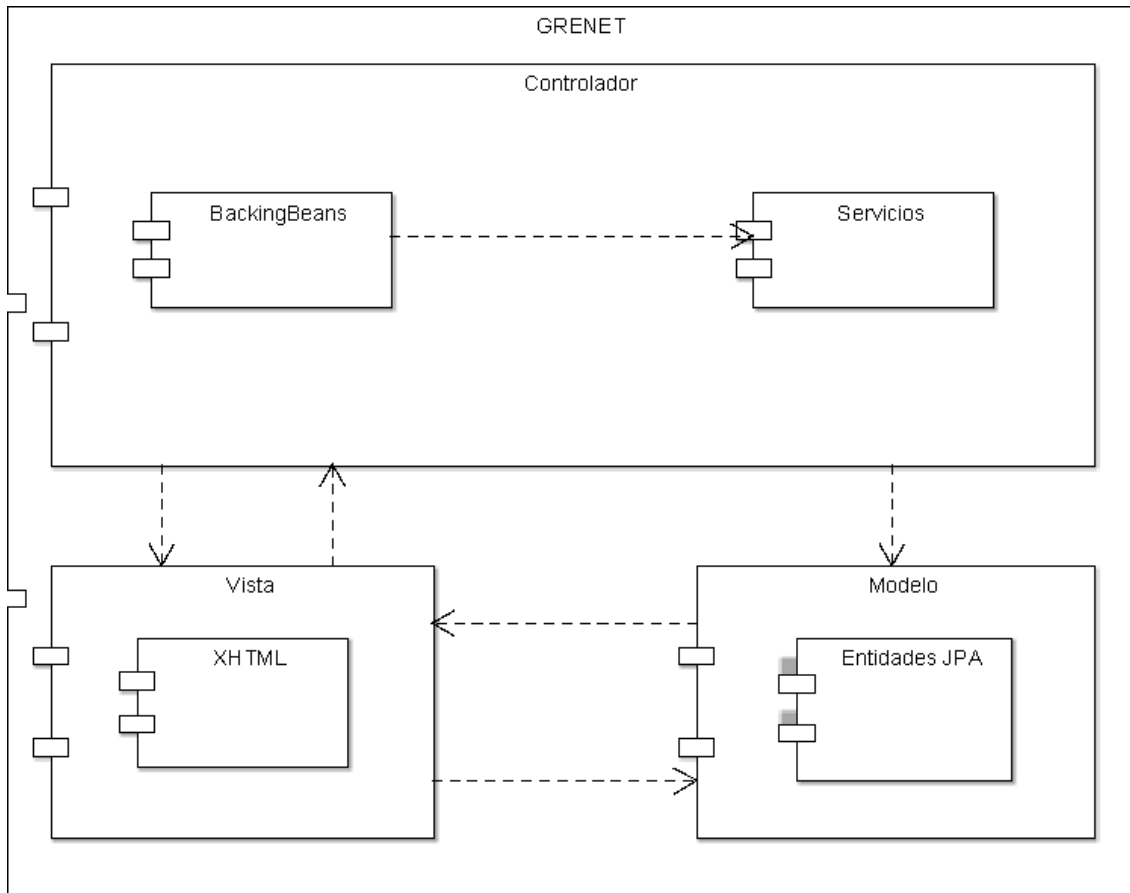 GRENET
Controlador
BackingBeans
Servicios
Vista
Modelo
XHTML
Entidades JPA